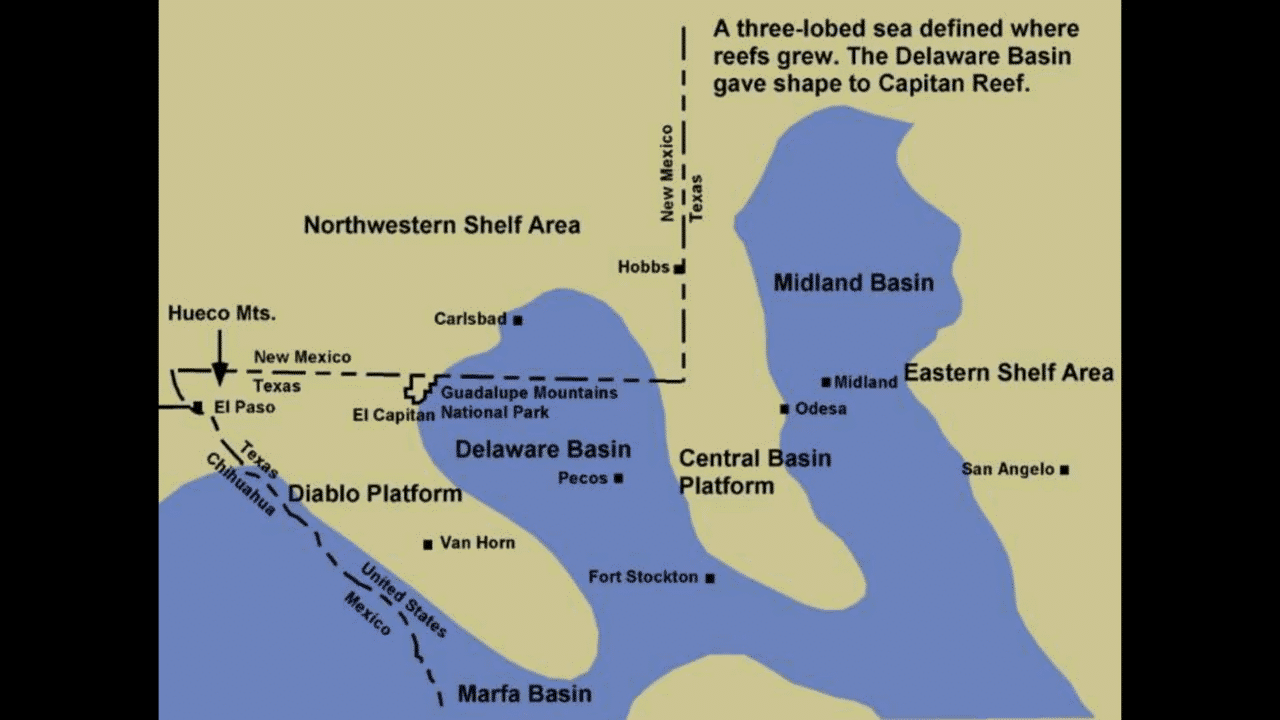 A three-lobed sea defined where
reefs grew. The Delaware Basin
gave shape to Capitan Reef.
New Mexico
Texas
Northwestern Shelf Area
Hobbs
Midland Basin
Hueco Mts.
Carlsbad
New Mexico
Texas
Midland
Eastern Shelf Area
Guadalupe Mountains
National Park
El Paso
El Capitan
Odesa
Texas
Chihuahua
Delaware Basin
Central Basin
Platform
Pecos
San Angelo
Diablo Platform
Van Horn
Fort Stockton
United States
Mexico
Marfa Basin